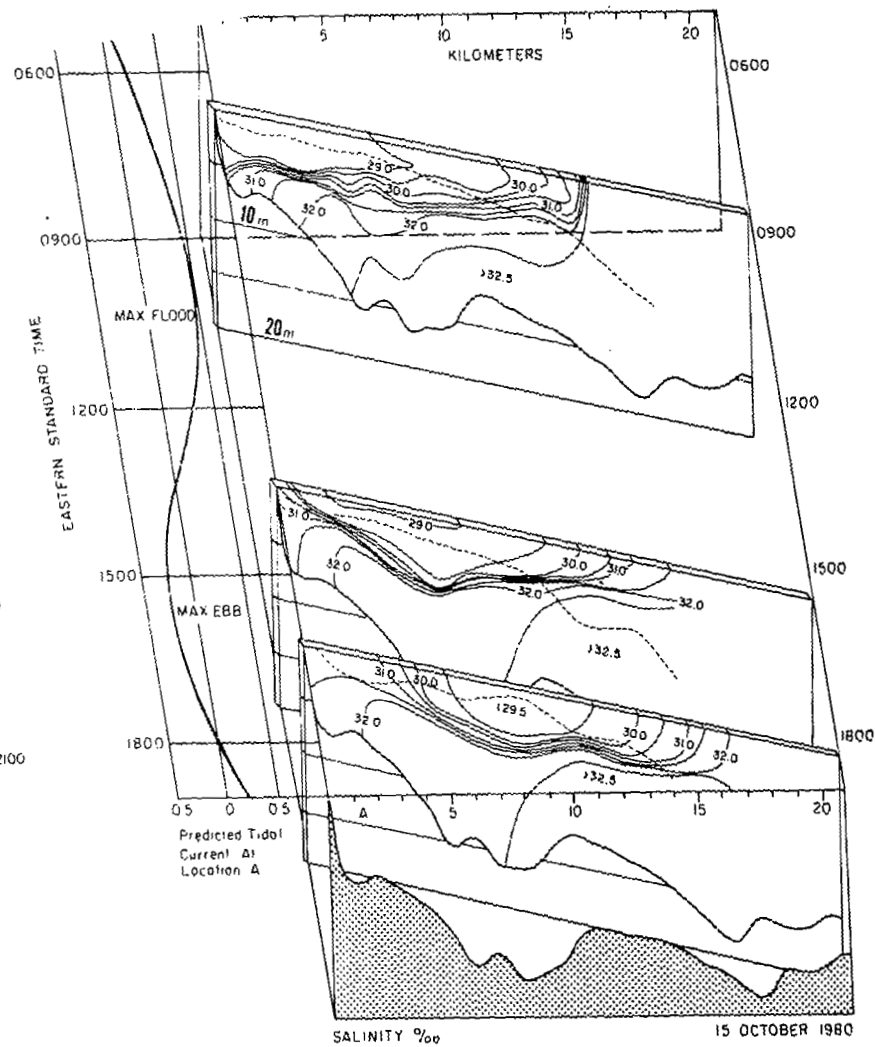 5 10 15 20
KILOMETERS
0600 0600
29.0
31.0 30.0 30.0
32.0 31.0
10m 32.0
0900 0900
>32.5
MAX FLOOD
20m
EASTERN STANDARD TIME
1200 1200
31.0 29.0
32.0 30.0 31.0
1500 32.0 1500
32.0
MAX EBB
>32.5
31.0 30.0
32.0 29.5 30.0 31.0
1800 32.0 1800
2100 >32.5
0.5 0 0.5 A 5 10 15 20
Predicted Tidal
Current At
Location A
SALINITY ‰ 15 OCTOBER 1980